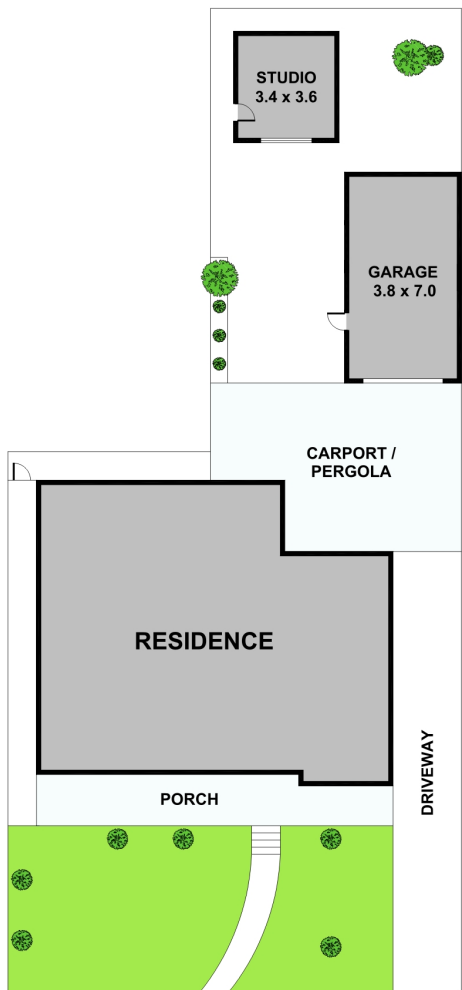 STUDIO
3.4 x 3.6
GARAGE
3.8 x 7.0
CARPORT /
PERGOLA
RESIDENCE
PORCH
DRIVEWAY